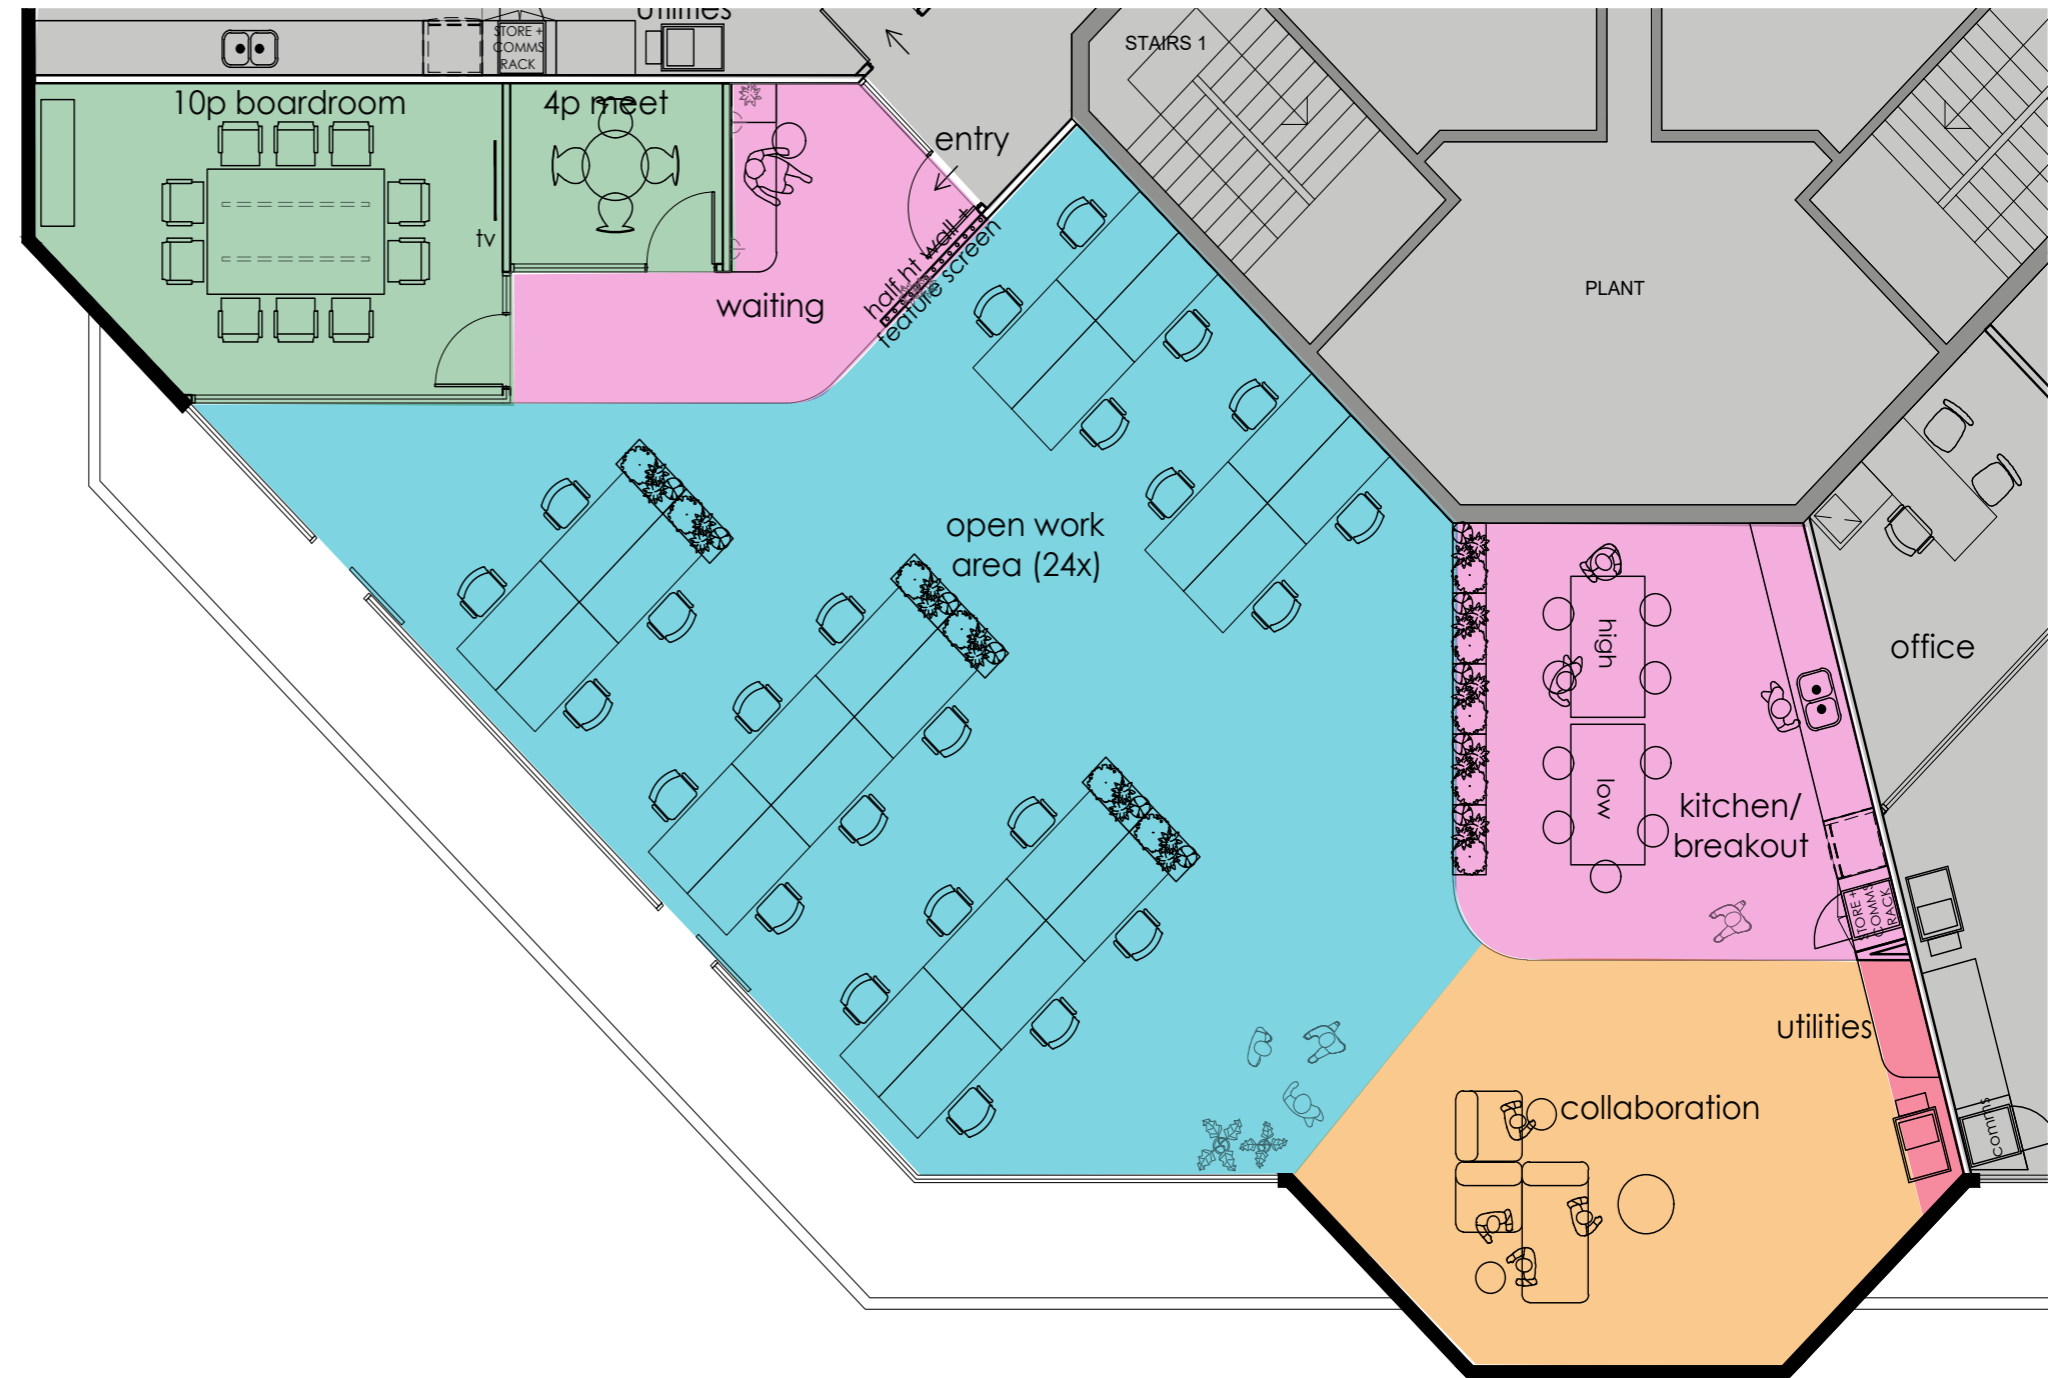 utilities
STORE +
COMMS
RACK
STAIRS 1
10p boardroom
4p meet
entry
tv
waiting
half ht wall +
feature screen
PLANT
open work
area (24x)
high
office
low
kitchen/
breakout
STORE +
COMMS
RACK
utilities
collaboration
comms